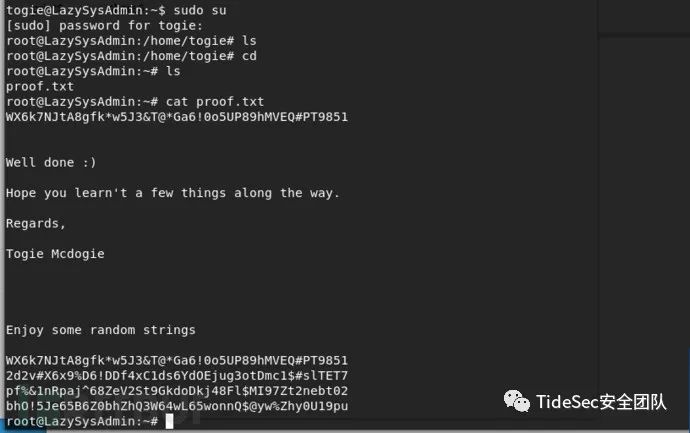 togie@LazySysAdmin:~$ sudo su
[sudo] password for togie:
root@LazySysAdmin:/home/togie# ls
root@LazySysAdmin:/home/togie# cd
root@LazySysAdmin:~# ls
proof.txt
root@LazySysAdmin:~# cat proof.txt
WX6k7NJtA8gfk*w5J3&T@*Ga6!0o5UP89hMVEQ#PT9851


Well done :)

Hope you learn't a few things along the way.

Regards,

Togie Mcdogie




Enjoy some random strings

WX6k7NJtA8gfk*w5J3&T@*Ga6!0o5UP89hMVEQ#PT9851
2d2v#X6x9%D6!DDf4xC1ds6YdOEjug3otDmc1$#slTET7
pf%&1nRpaj^68ZeV2St9GkdoDkj48Fl$MI97Zt2nebt02
bhO!5Je65B6Z0bhZhQ3W64wL65wonnQ$@yw%Zhy0U19pu
root@LazySysAdmin:~#
TideSec安全团队